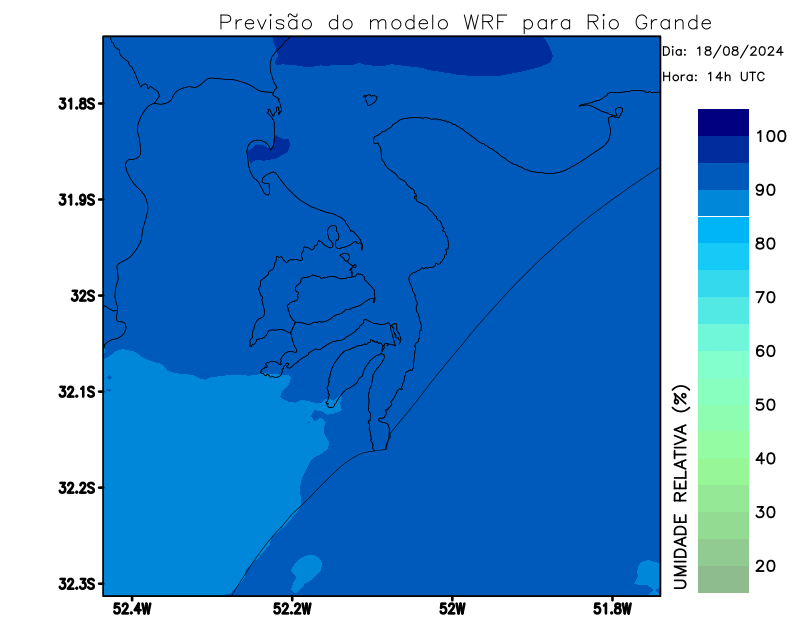 Previsão do modelo WRF para Rio Grande
Dia: 18/08/2024
Hora: 14h UTC
31.8S
31.9S
32S
32.1S
32.2S
32.3S
52.4W
52.2W
52W
51.8W
100
90
80
70
60
50
40
30
20
UMIDADE RELATIVA (%)